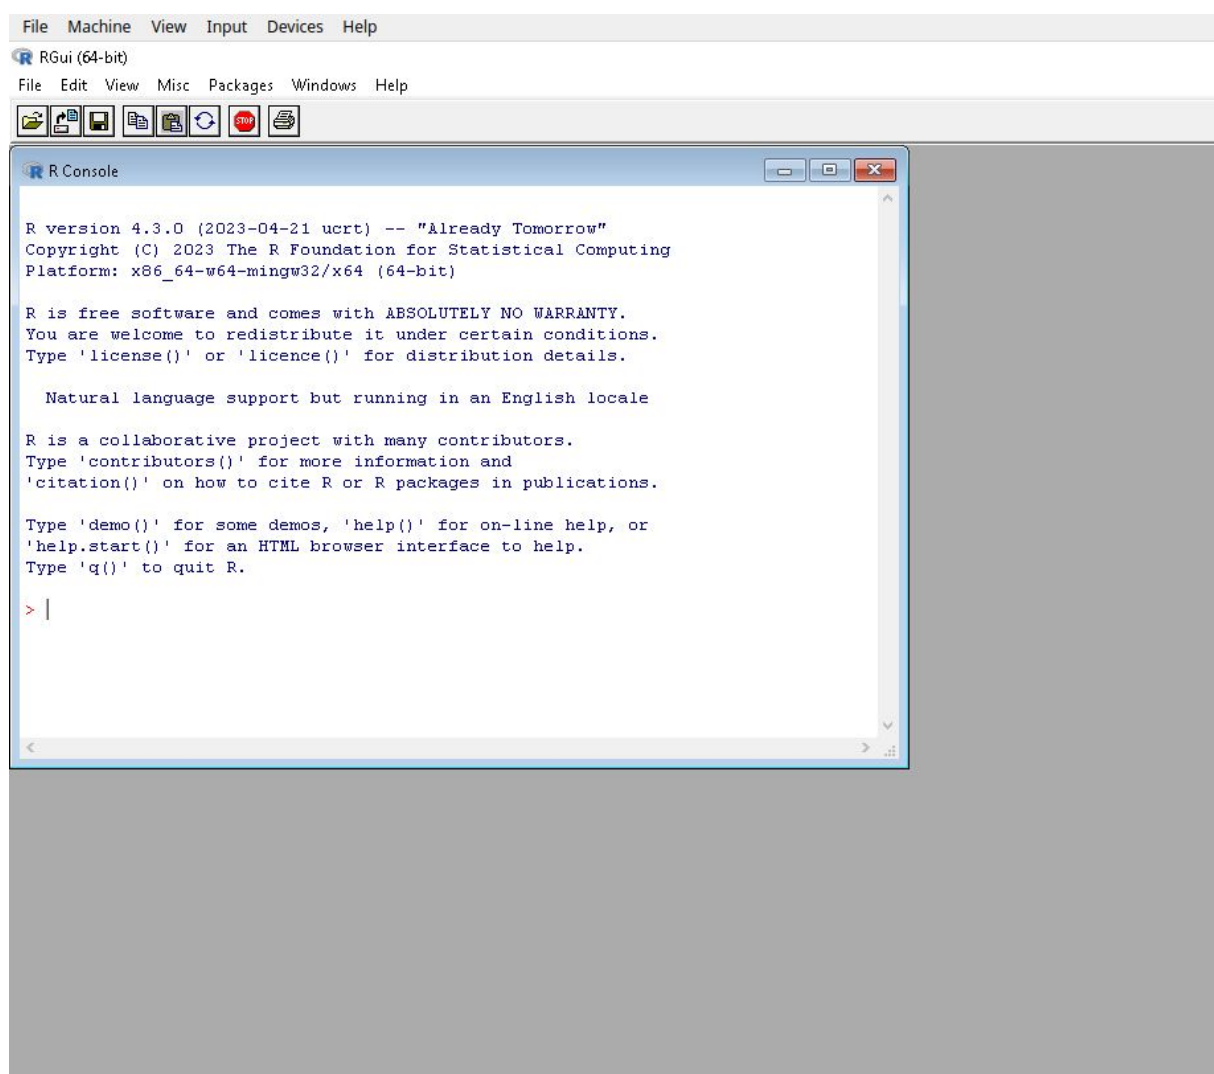 File Machine View Input Devices Help
RGui (64-bit)
File Edit View Misc Packages Windows Help
STOP
R Console
R version 4.3.0 (2023-04-21 ucrt) -- "Already Tomorrow"
Copyright (C) 2023 The R Foundation for Statistical Computing
Platform: x86_64-w64-mingw32/x64 (64-bit)
R is free software and comes with ABSOLUTELY NO WARRANTY.
You are welcome to redistribute it under certain conditions.
Type 'license()' or 'licence()' for distribution details.
Natural language support but running in an English locale
R is a collaborative project with many contributors.
Type 'contributors()' for more information and
'citation()' on how to cite R or R packages in publications.
Type 'demo()' for some demos, 'help()' for on-line help, or
'help.start()' for an HTML browser interface to help.
Type 'q()' to quit R.
>